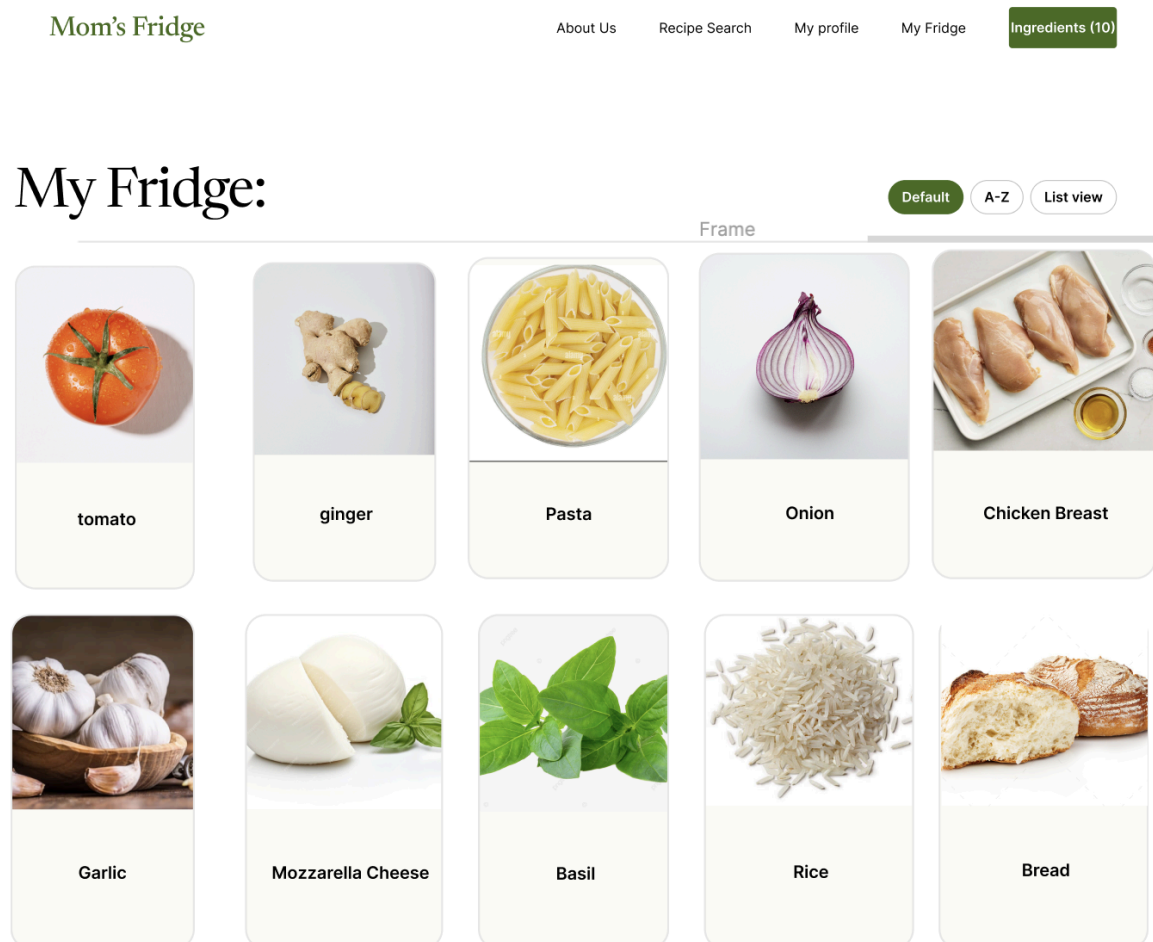 Mom's Fridge
About Us
Recipe Search
My profile
My Fridge
Ingredients (10)
My Fridge:
Default
A-Z
List view
Frame
tomato
ginger
Pasta
Onion
Chicken Breast
Garlic
Mozzarella Cheese
Basil
Rice
Bread